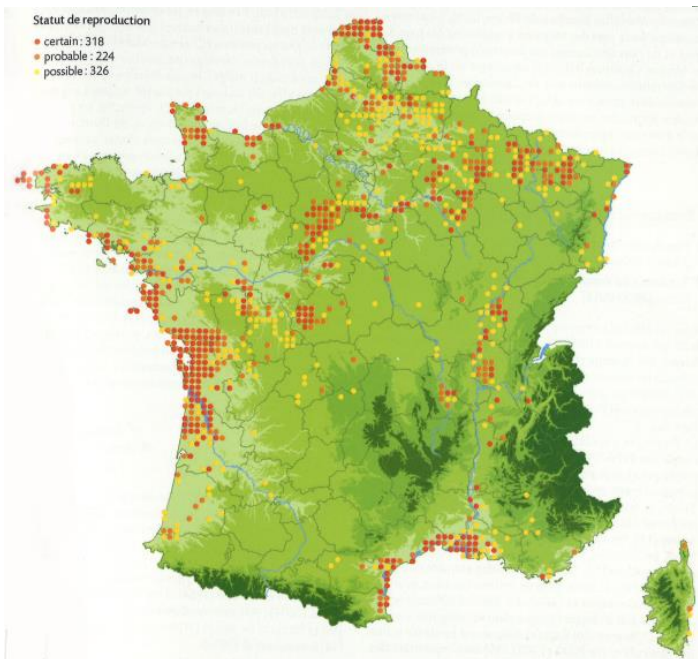 Statut de reproduction
certain : 318
probable : 224
possible : 326